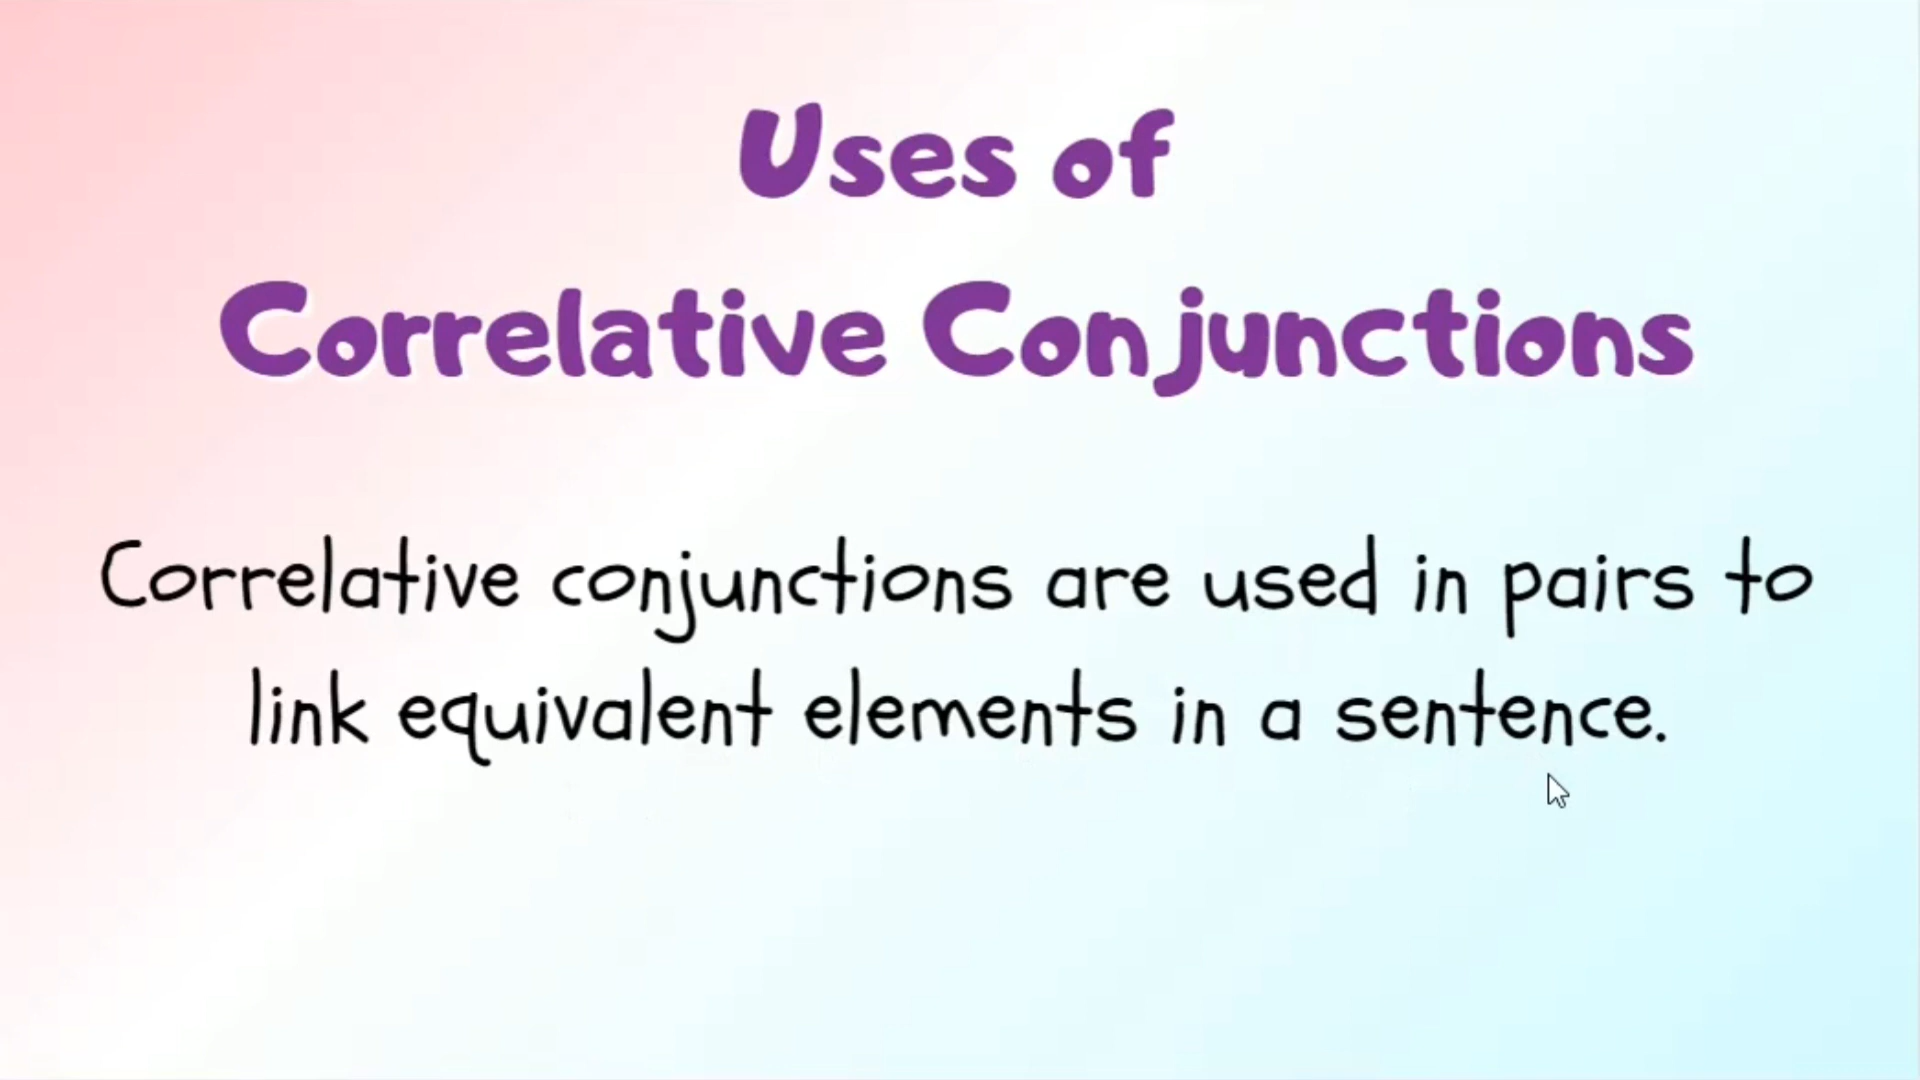 Uses of
Correlative Conjunctions
Correlative conjunctions are used in pairs to
link equivalent elements in a sentence.